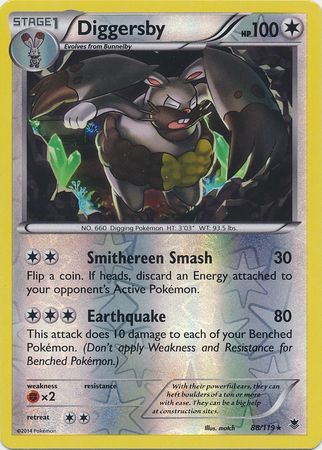 STAGE1
Diggersby
HP100
Evolves from Bunnelby
NO. 660 Digging Pokémon HT: 3'03" WT: 93.5 lbs.
Smithereen Smash 30
Flip a coin. If heads, discard an Energy attached to
your opponent's Active Pokémon.
Earthquake 80
This attack does 10 damage to each of your Benched
Pokémon. (Don't apply Weakness and Resistance for
Benched Pokémon.)
weakness resistance
×2
retreat
With their powerful ears, they can
heft boulders of a ton or more
with ease. They can be a big help
at construction sites.
©2014 Pokémon
Illus. match
88/119★